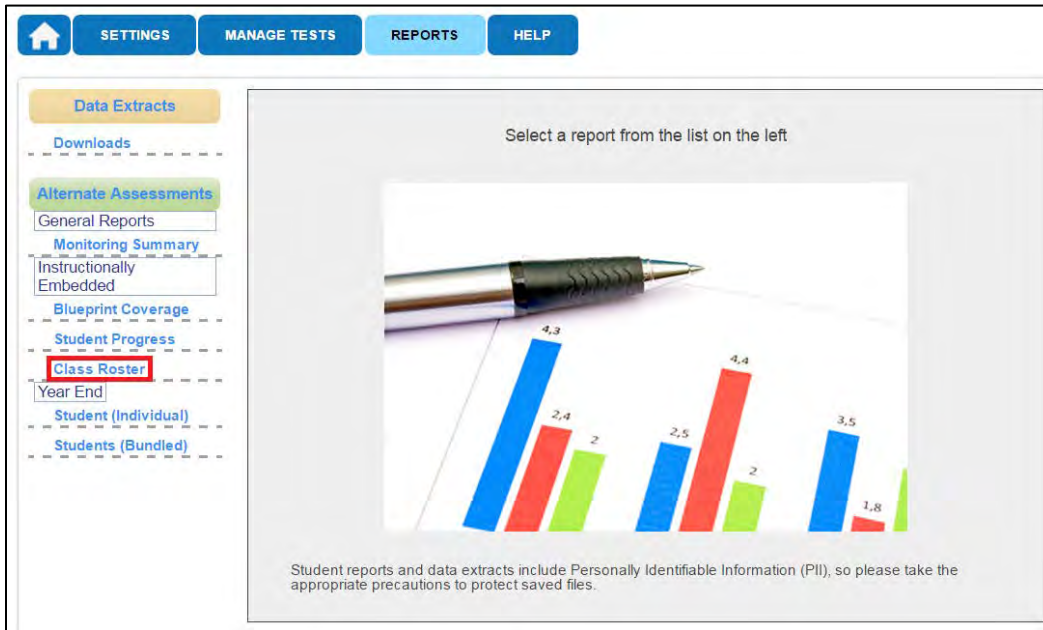 SETTINGS
MANAGE TESTS
REPORTS
HELP
Data Extracts
Downloads
Alternate Assessments
General Reports
Monitoring Summary
Instructionally
Embedded
Blueprint Coverage
Student Progress
Class Roster
Year End
Student (Individual)
Students (Bundled)
Select a report from the list on the left
4,3
2,4
2
2,5
4,4
2
3,5
1,8
Student reports and data extracts include Personally Identifiable Information (PII), so please take the
appropriate precautions to protect saved files.